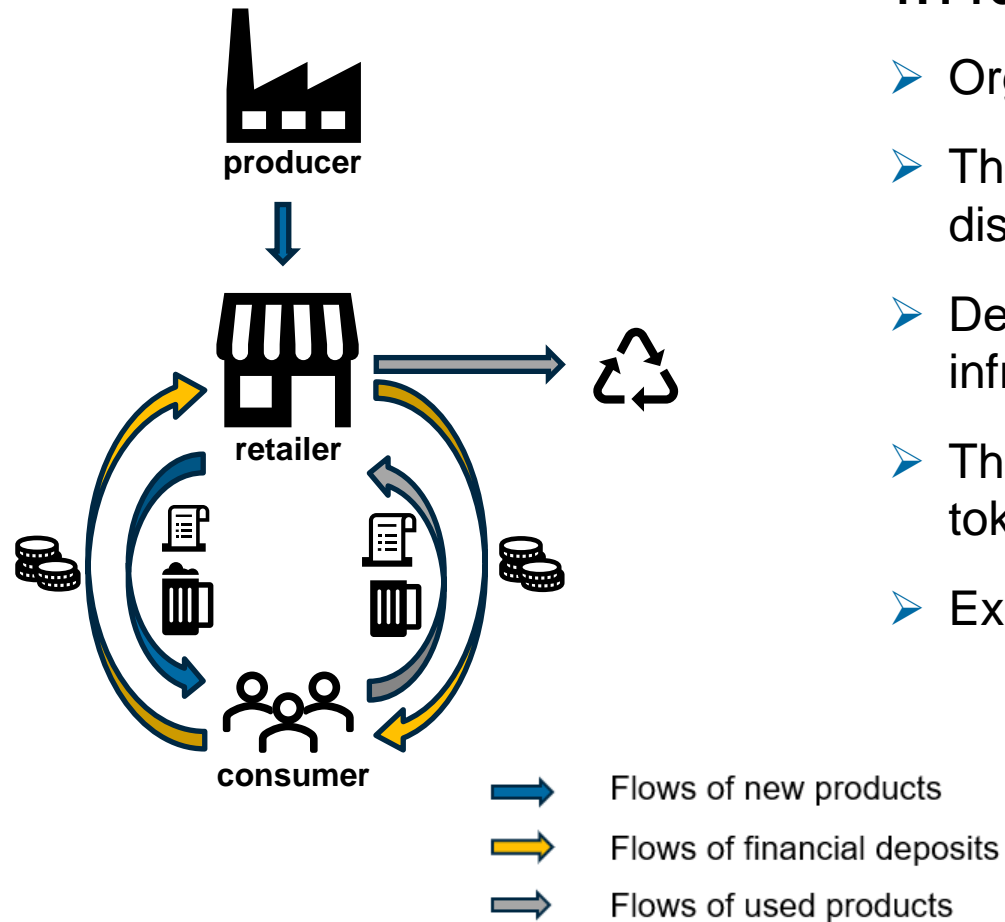 producer
retailer
consumer
Th
dis
De
infr
Th
tok
Ex
Flows of new products
Flows of financial deposits
Flows of used products